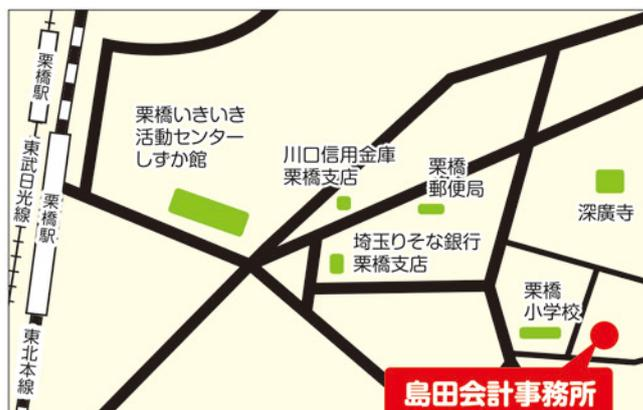 栗橋駅
東武日光線
栗橋駅
東北本線
栗橋いきいき
活動センター
しずか館
川口信用金庫
栗橋支店
栗橋
郵便局
埼玉りそな銀行
栗橋支店
深廣寺
栗橋
小学校
島田会計事務所